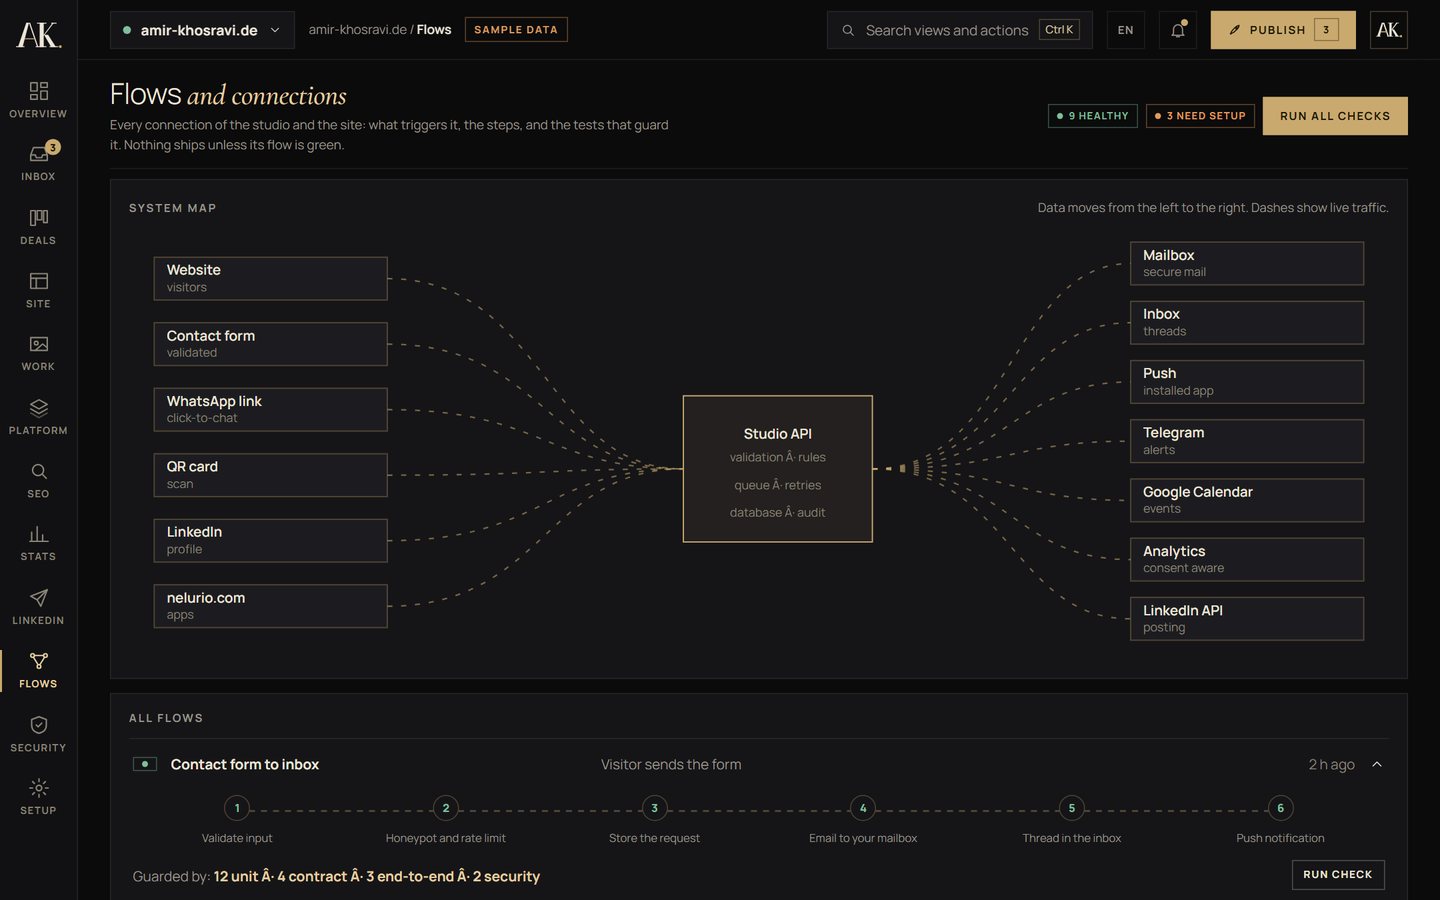 AK.
amir-khosravi.de
amir-khosravi.de / Flows
SAMPLE DATA
Search views and actions
Ctrl K
EN
PUBLISH 3
AK.
OVERVIEW
3
INBOX
DEALS
SITE
WORK
PLATFORM
SEO
STATS
LINKEDIN
FLOWS
SECURITY
SETUP
Flows and connections
Every connection of the studio and the site: what triggers it, the steps, and the tests that guard
it. Nothing ships unless its flow is green.
9 HEALTHY
3 NEED SETUP
RUN ALL CHECKS
SYSTEM MAP
Data moves from the left to the right. Dashes show live traffic.
Website
visitors
Contact form
validated
WhatsApp link
click-to-chat
QR card
scan
LinkedIn
profile
nelurio.com
apps
Studio API
validation Â· rules
queue Â· retries
database Â· audit
Mailbox
secure mail
Inbox
threads
Push
installed app
Telegram
alerts
Google Calendar
events
Analytics
consent aware
LinkedIn API
posting
ALL FLOWS
Contact form to inbox
Visitor sends the form
2 h ago
1
2
3
4
5
6
Validate input
Honeypot and rate limit
Store the request
Email to your mailbox
Thread in the inbox
Push notification
Guarded by: 12 unit Â· 4 contract Â· 3 end-to-end Â· 2 security
RUN CHECK